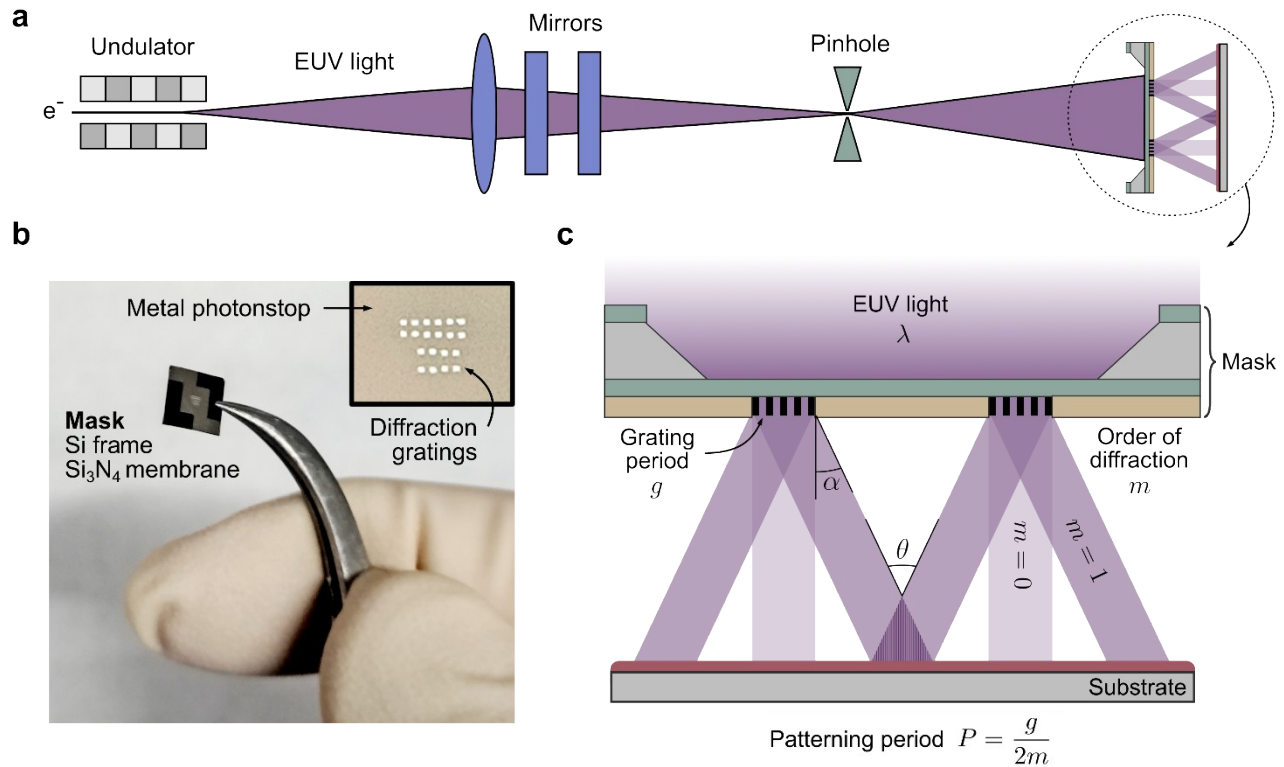 a
Undulator
e-
EUV light
Mirrors
Pinhole
b
Metal photonstop
Mask
Si frame
Si₃N₄ membrane
Diffraction
gratings
c
EUV light
λ
Mask
Grating
period
g
α
θ
m = 0
m = 1
Order of
diffraction
m
Substrate
Patterning period P = g/2m